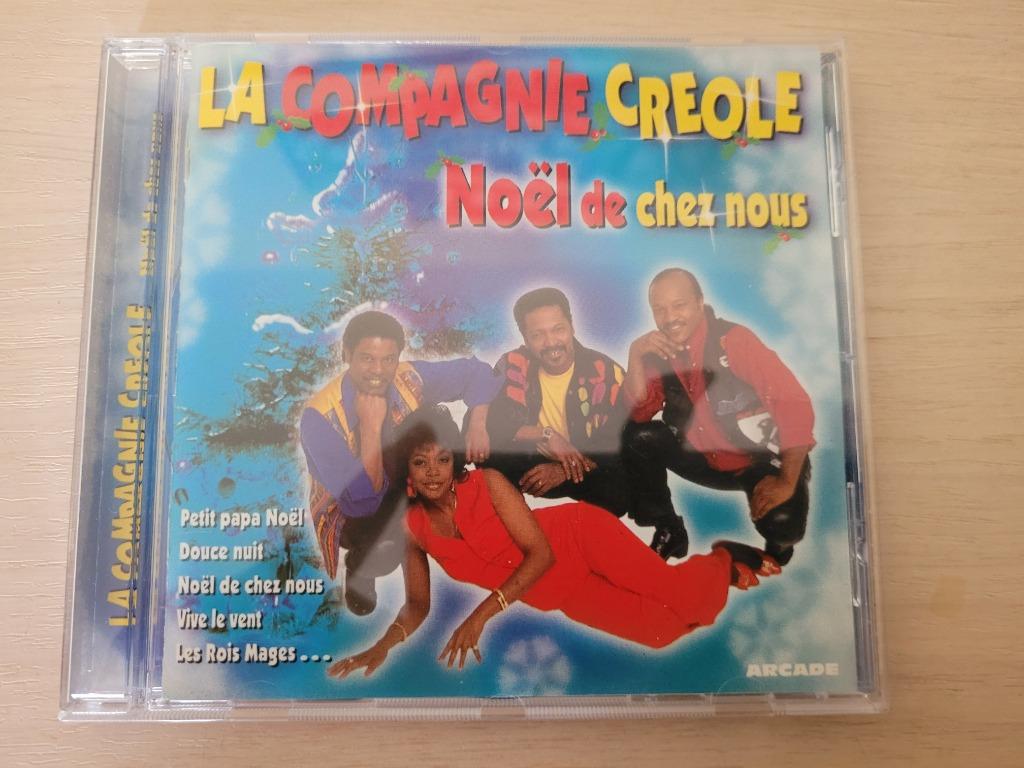 LA COMPAGNIE CREOLE
Noël de chez nous
Petit papa Noël
Douce nuit
Noël de chez nous
Vive le vent
Les Rois Mages . . .
ARCADE
LA COMPAGNIE CREOLE